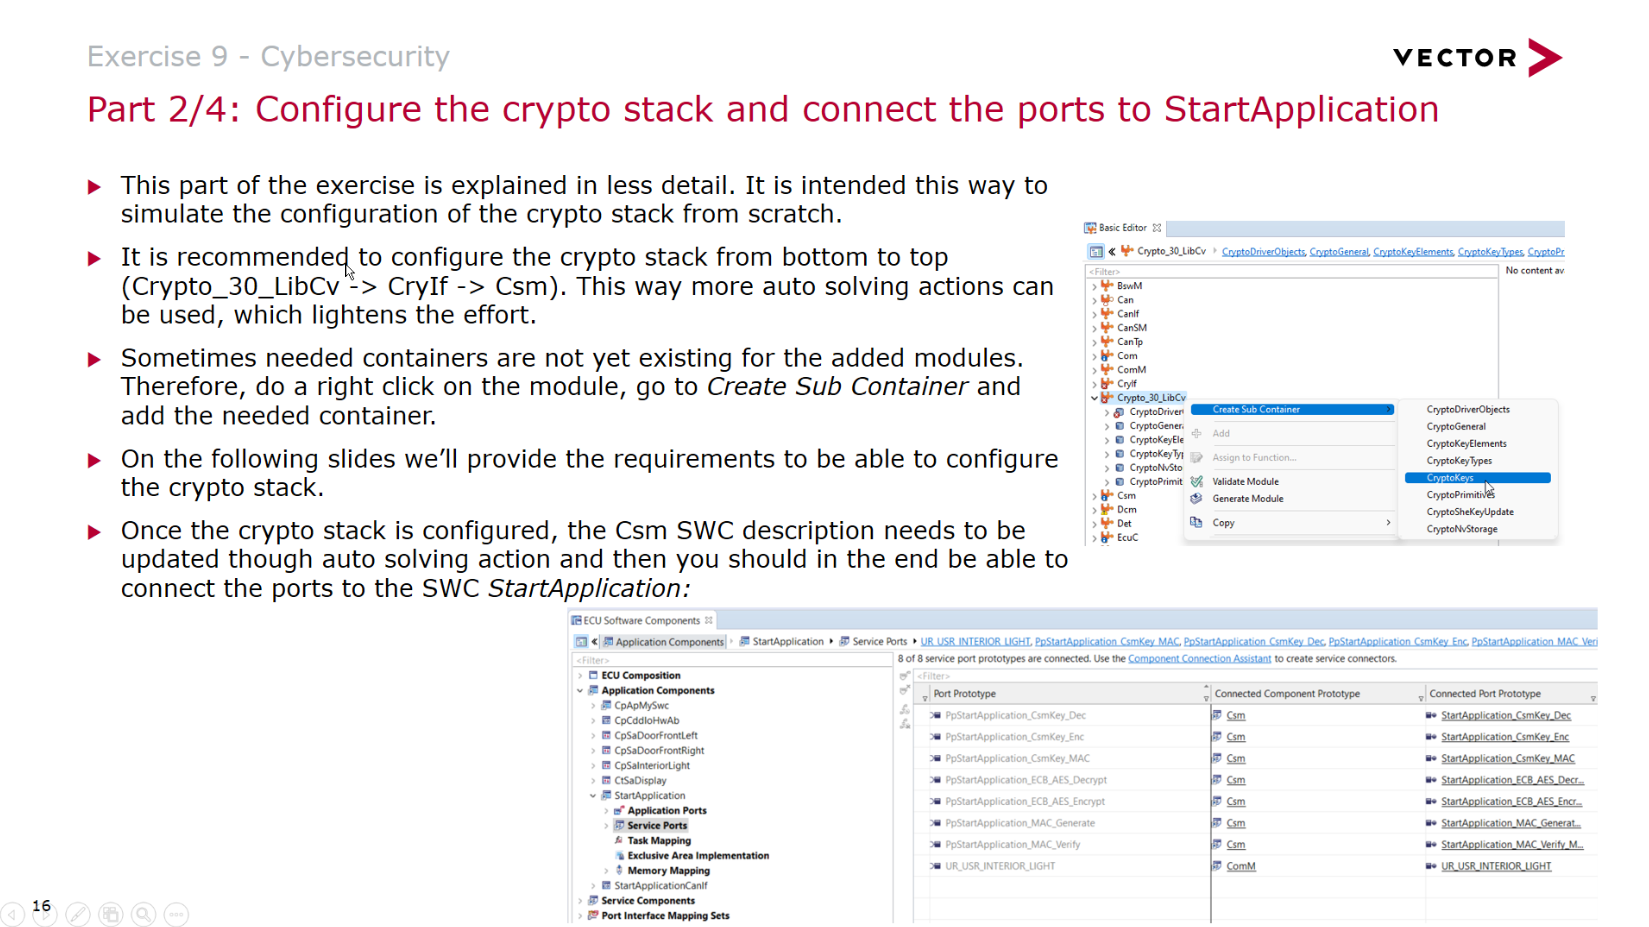 Exercise 9 - Cybersecurity
VECTOR
Part 2/4: Configure the crypto stack and connect the ports to StartApplication
This part of the exercise is explained in less detail. It is intended this way to
simulate the configuration of the crypto stack from scratch.
It is recommended to configure the crypto stack from bottom to top
(Crypto_30_LibCv -> CryIf -> Csm). This way more auto solving actions can
be used, which lightens the effort.
Sometimes needed containers are not yet existing for the added modules.
Therefore, do a right click on the module, go to Create Sub Container and
add the needed container.
On the following slides we'll provide the requirements to be able to configure
the crypto stack.
Once the crypto stack is configured, the Csm SWC description needs to be
updated though auto solving action and then you should in the end be able to
connect the ports to the SWC StartApplication:
Basic Editor
Crypto_30_LibCv CryptoDriverObjects, CryptoGeneral, CryptoKeyElements, CryptoKeyTypes, CryptoPr
<Filter>
No content av
BswM
Can
CanIf
CanSM
CanTp
Com
ComM
CryIf
Crypto_30_LibCv
CryptoDriver
CryptoGenera
CryptoKeyEle
CryptoKeyTyp
CryptoNvSto
CryptoPrimit
Csm
Dcm
Det
EcuC
Create Sub Container
Add
Assign to Function...
Validate Module
Generate Module
Copy
CryptoDriverObjects
CryptoGeneral
CryptoKeyElements
CryptoKeyTypes
CryptoKeys
CryptoPrimitives
CryptoSheKeyUpdate
CryptoNvStorage
ECU Software Components
Application Components StartApplication Service Ports UR_USR_INTERIOR_LIGHT, PpStartApplication_CsmKey_MAC, PpStartApplication_CsmKey_Dec, PpStartApplication_CsmKey_Enc, PpStartApplication_MAC_Veri
<Filter>
ECU Composition
Application Components
CpApMySwc
CpCddIoHwAb
CpSaDoorFrontLeft
CpSaDoorFrontRight
CpSaInteriorLight
CtSaDisplay
StartApplication
Application Ports
Service Ports
Task Mapping
Exclusive Area Implementation
Memory Mapping
StartApplicationCanIf
Service Components
Port Interface Mapping Sets
8 of 8 service port prototypes are connected. Use the Component Connection Assistant to create service connectors.
<Filter>
Port Prototype Connected Component Prototype Connected Port Prototype
PpStartApplication_CsmKey_Dec Csm StartApplication_CsmKey_Dec
PpStartApplication_CsmKey_Enc Csm StartApplication_CsmKey_Enc
PpStartApplication_CsmKey_MAC Csm StartApplication_CsmKey_MAC
PpStartApplication_ECB_AES_Decrypt Csm StartApplication_ECB_AES_Decr...
PpStartApplication_ECB_AES_Encrypt Csm StartApplication_ECB_AES_Encr...
PpStartApplication_MAC_Generate Csm StartApplication_MAC_Generat...
PpStartApplication_MAC_Verify Csm StartApplication_MAC_Verify_M...
UR_USR_INTERIOR_LIGHT ComM UR_USR_INTERIOR_LIGHT
16